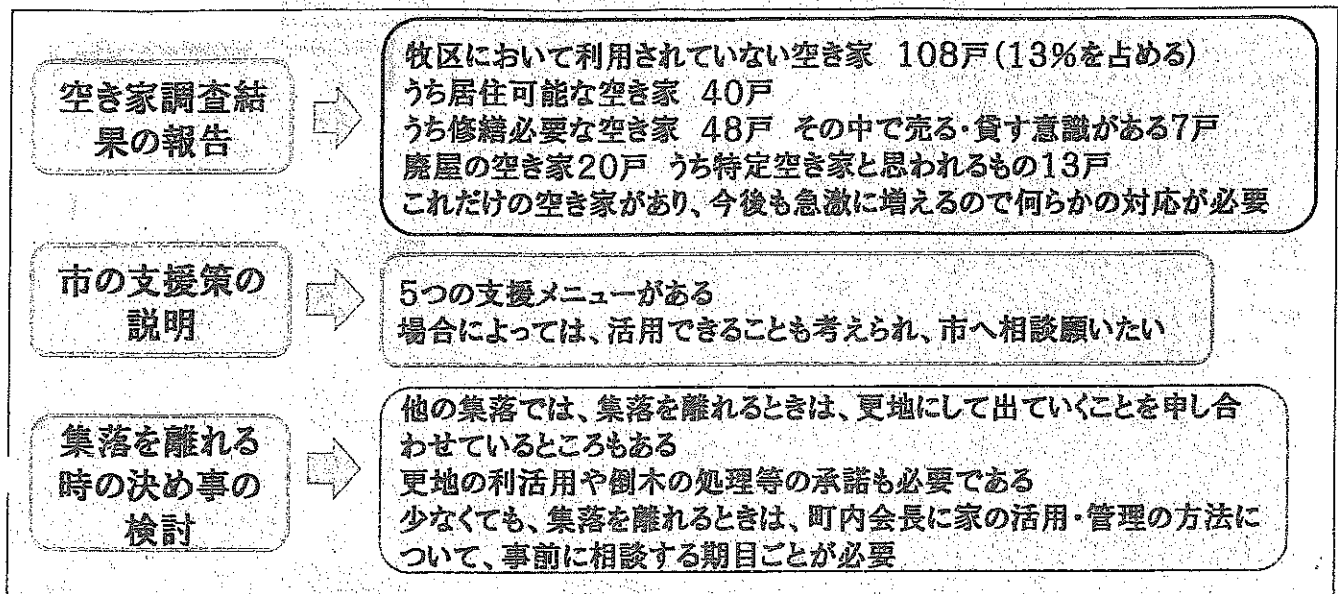 空き家調査結
果の報告
牧区において利用されていない空き家 108戸(13%を占める)
うち居住可能な空き家 40戸
うち修繕必要な空き家 48戸 その中で売る・貸す意識がある7戸
廃屋の空き家20戸 うち特定空き家と思われるもの13戸
これだけの空き家があり、今後も急激に増えるので何らかの対応が必要
市の支援策の
説明
5つの支援メニューがある
場合によっては、活用できることも考えられ、市へ相談願いたい
集落を離れる
時の決め事の
検討
他の集落では、集落を離れるときは、更地にして出ていくことを申し合
わせているところもある
更地の利活用や倒木の処理等の承諾も必要である
少なくても、集落を離れるときは、町内会長に家の活用・管理の方法に
ついて、事前に相談する期目ごとが必要